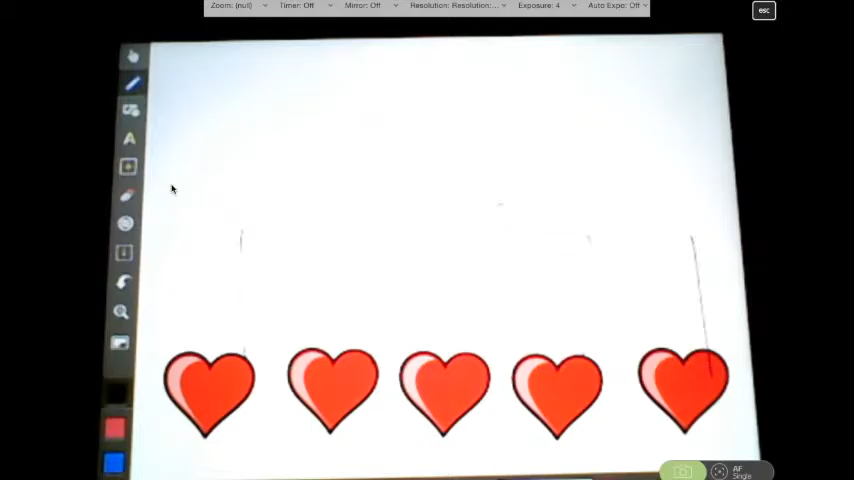 Zoom: (null) Timer: Off Mirror: Off Resolution: Resolution:... Exposure: 4 Auto Expo: Off
esc
A
AF
Single